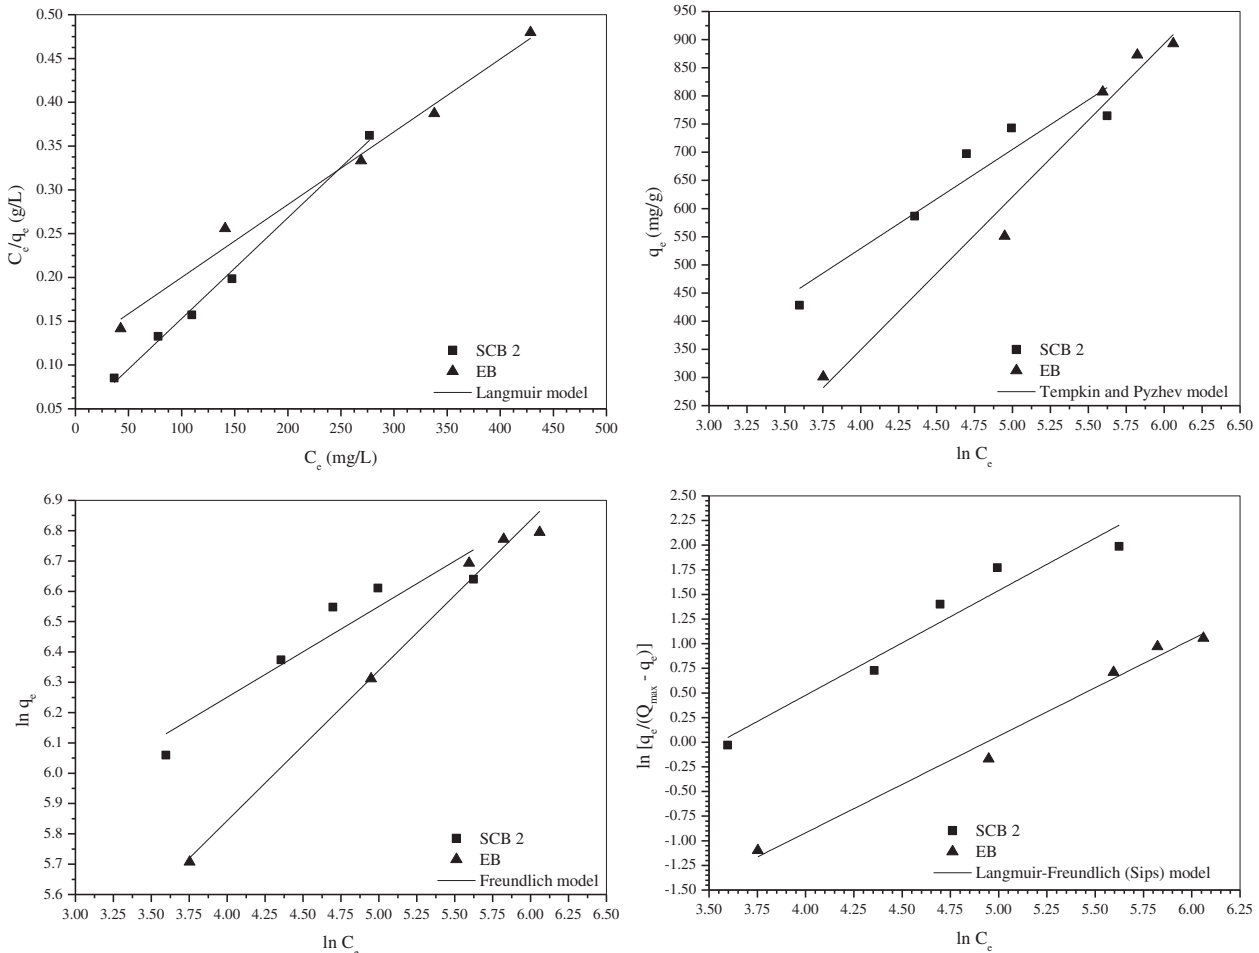 0.50
0.45
0.40
0.35
0.30
0.25
0.20
0.15
0.10
0.05
C_e/q_e (g/L)
0 50 100 150 200 250 300 350 400 450 500
C_e (mg/L)
SCB 2
EB
Langmuir model
950
900
850
800
750
700
650
600
550
500
450
400
350
300
250
q_e (mg/g)
3.00 3.25 3.50 3.75 4.00 4.25 4.50 4.75 5.00 5.25 5.50 5.75 6.00 6.25 6.50
ln C_e
SCB 2
EB
Tempkin and Pyzhev model
6.9
6.8
6.7
6.6
6.5
6.4
6.3
6.2
6.1
6.0
5.9
5.8
5.7
5.6
ln q_e
3.00 3.25 3.50 3.75 4.00 4.25 4.50 4.75 5.00 5.25 5.50 5.75 6.00 6.25 6.50
ln C_e
SCB 2
EB
Freundlich model
2.50
2.25
2.00
1.75
1.50
1.25
1.00
0.75
0.50
0.25
0.00
-0.25
-0.50
-0.75
-1.00
-1.25
-1.50
ln [q_e/(Q_max - q_e)]
3.50 3.75 4.00 4.25 4.50 4.75 5.00 5.25 5.50 5.75 6.00 6.25
ln C_e
SCB 2
EB
Langmuir-Freundlich (Sips) model